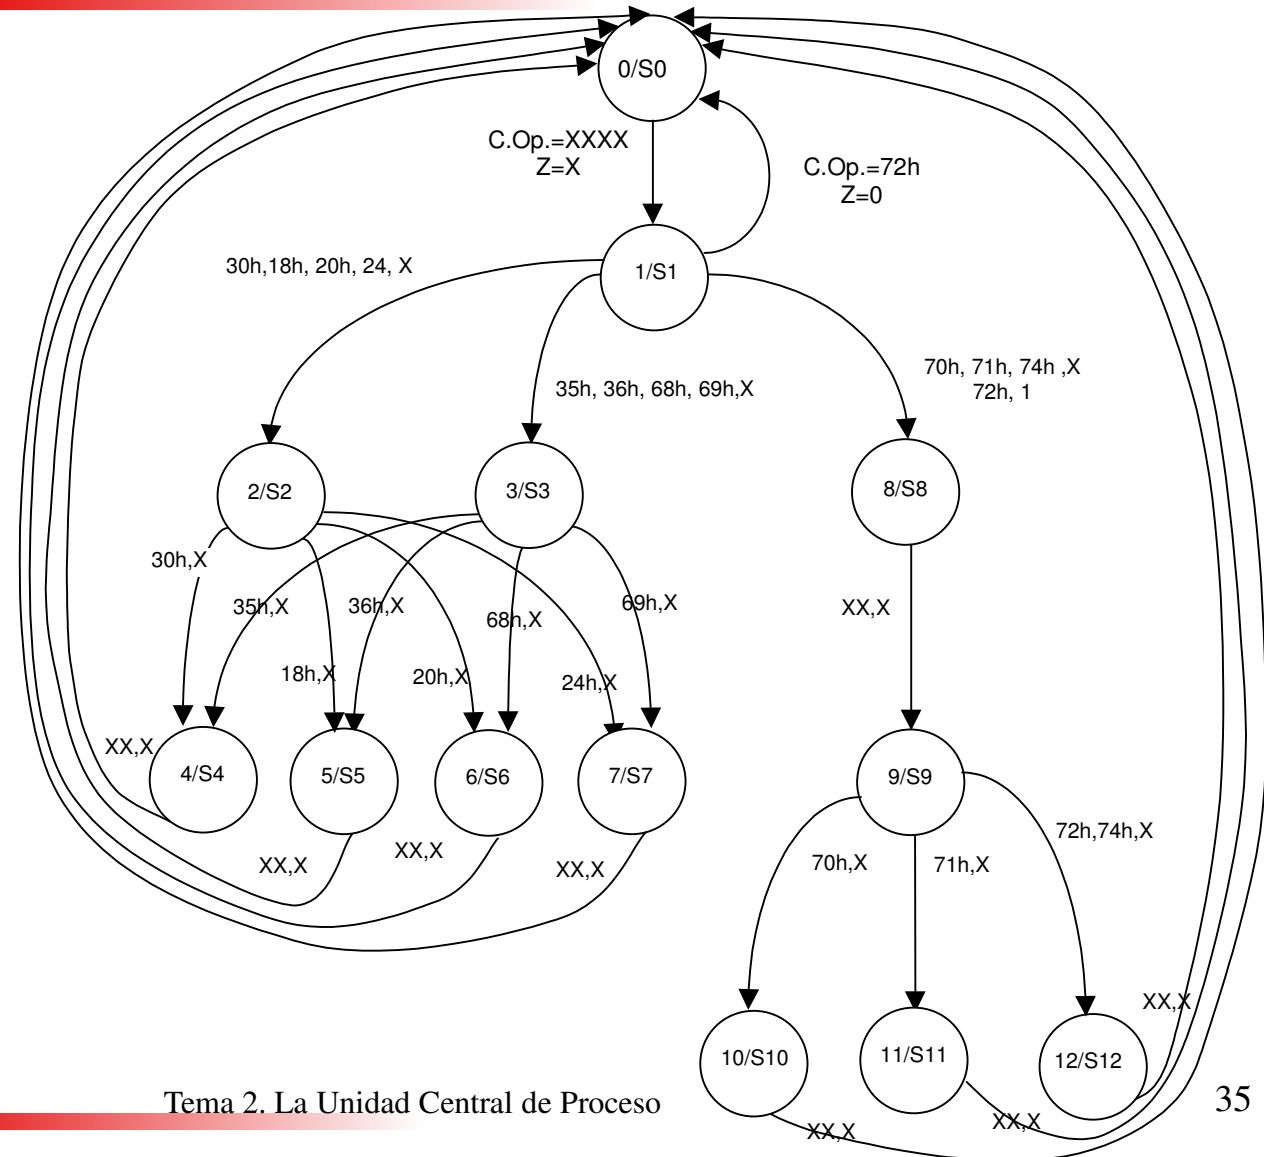 0/S0
C.Op.=XXXX
Z=X
C.Op.=72h
Z=0
30h,18h, 20h, 24, X
1/S1
70h, 71h, 74h ,X
72h, 1
35h, 36h, 68h, 69h,X
2/S2
3/S3
8/S8
30h,X
35h,X
36h,X
68h,X
69h,X
XX,X
18h,X
20h,X
24h,X
XX,X
4/S4
5/S5
6/S6
7/S7
9/S9
XX,X
XX,X
XX,X
70h,X
71h,X
72h,74h,X
XX,X
10/S10
11/S11
12/S12
XX,X
XX,X
Tema 2. La Unidad Central de Proceso
35